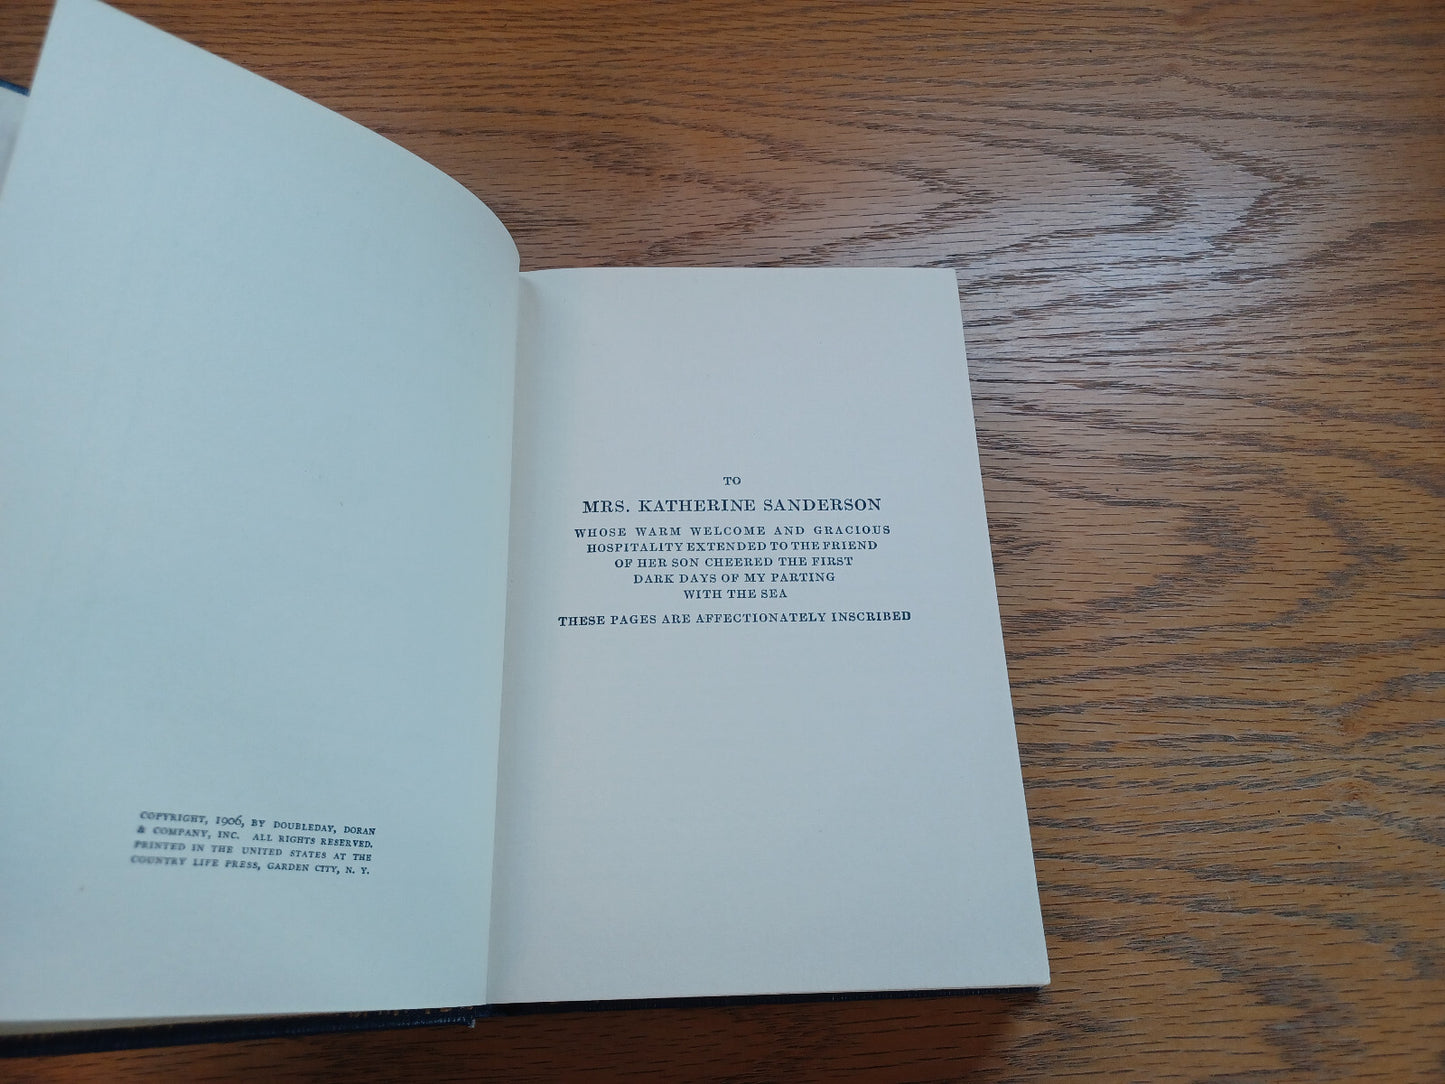 COPYRIGHT, 1906, BY DOUBLEDAY, DORAN
& COMPANY, INC. ALL RIGHTS RESERVED.
PRINTED IN THE UNITED STATES AT THE
COUNTRY LIFE PRESS, GARDEN CITY, N. Y.
TO
MRS. KATHERINE SANDERSON
WHOSE WARM WELCOME AND GRACIOUS
HOSPITALITY EXTENDED TO THE FRIEND
OF HER SON CHEERED THE FIRST
DARK DAYS OF MY PARTING
WITH THE SEA
THESE PAGES ARE AFFECTIONATELY INSCRIBED